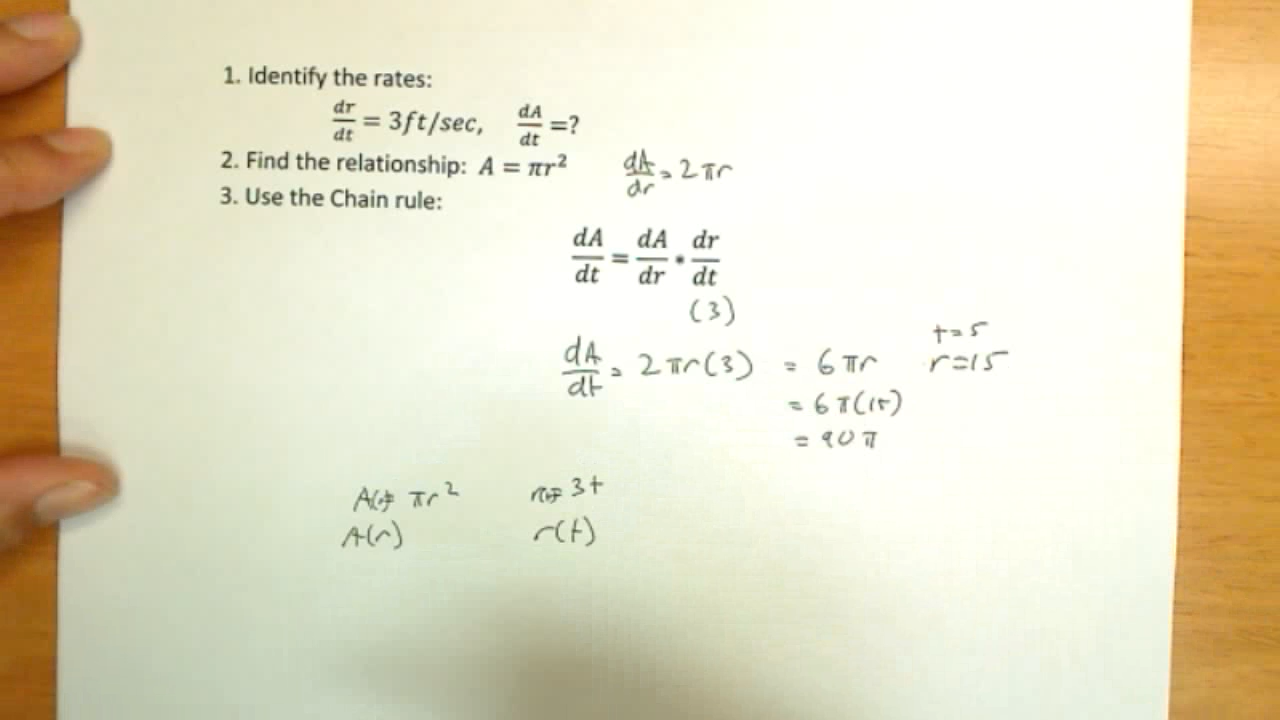 1. Identify the rates:
dr/dt = 3ft/sec, dA/dt =?
2. Find the relationship: A = πr² dA/dr = 2πr
3. Use the Chain rule:
dA/dt = dA/dr • dr/dt
(3)
t=5
dA/dt = 2πr(3) = 6πr r=15
= 6π(15)
= 90π
πr² 3t
A(r) r(t)